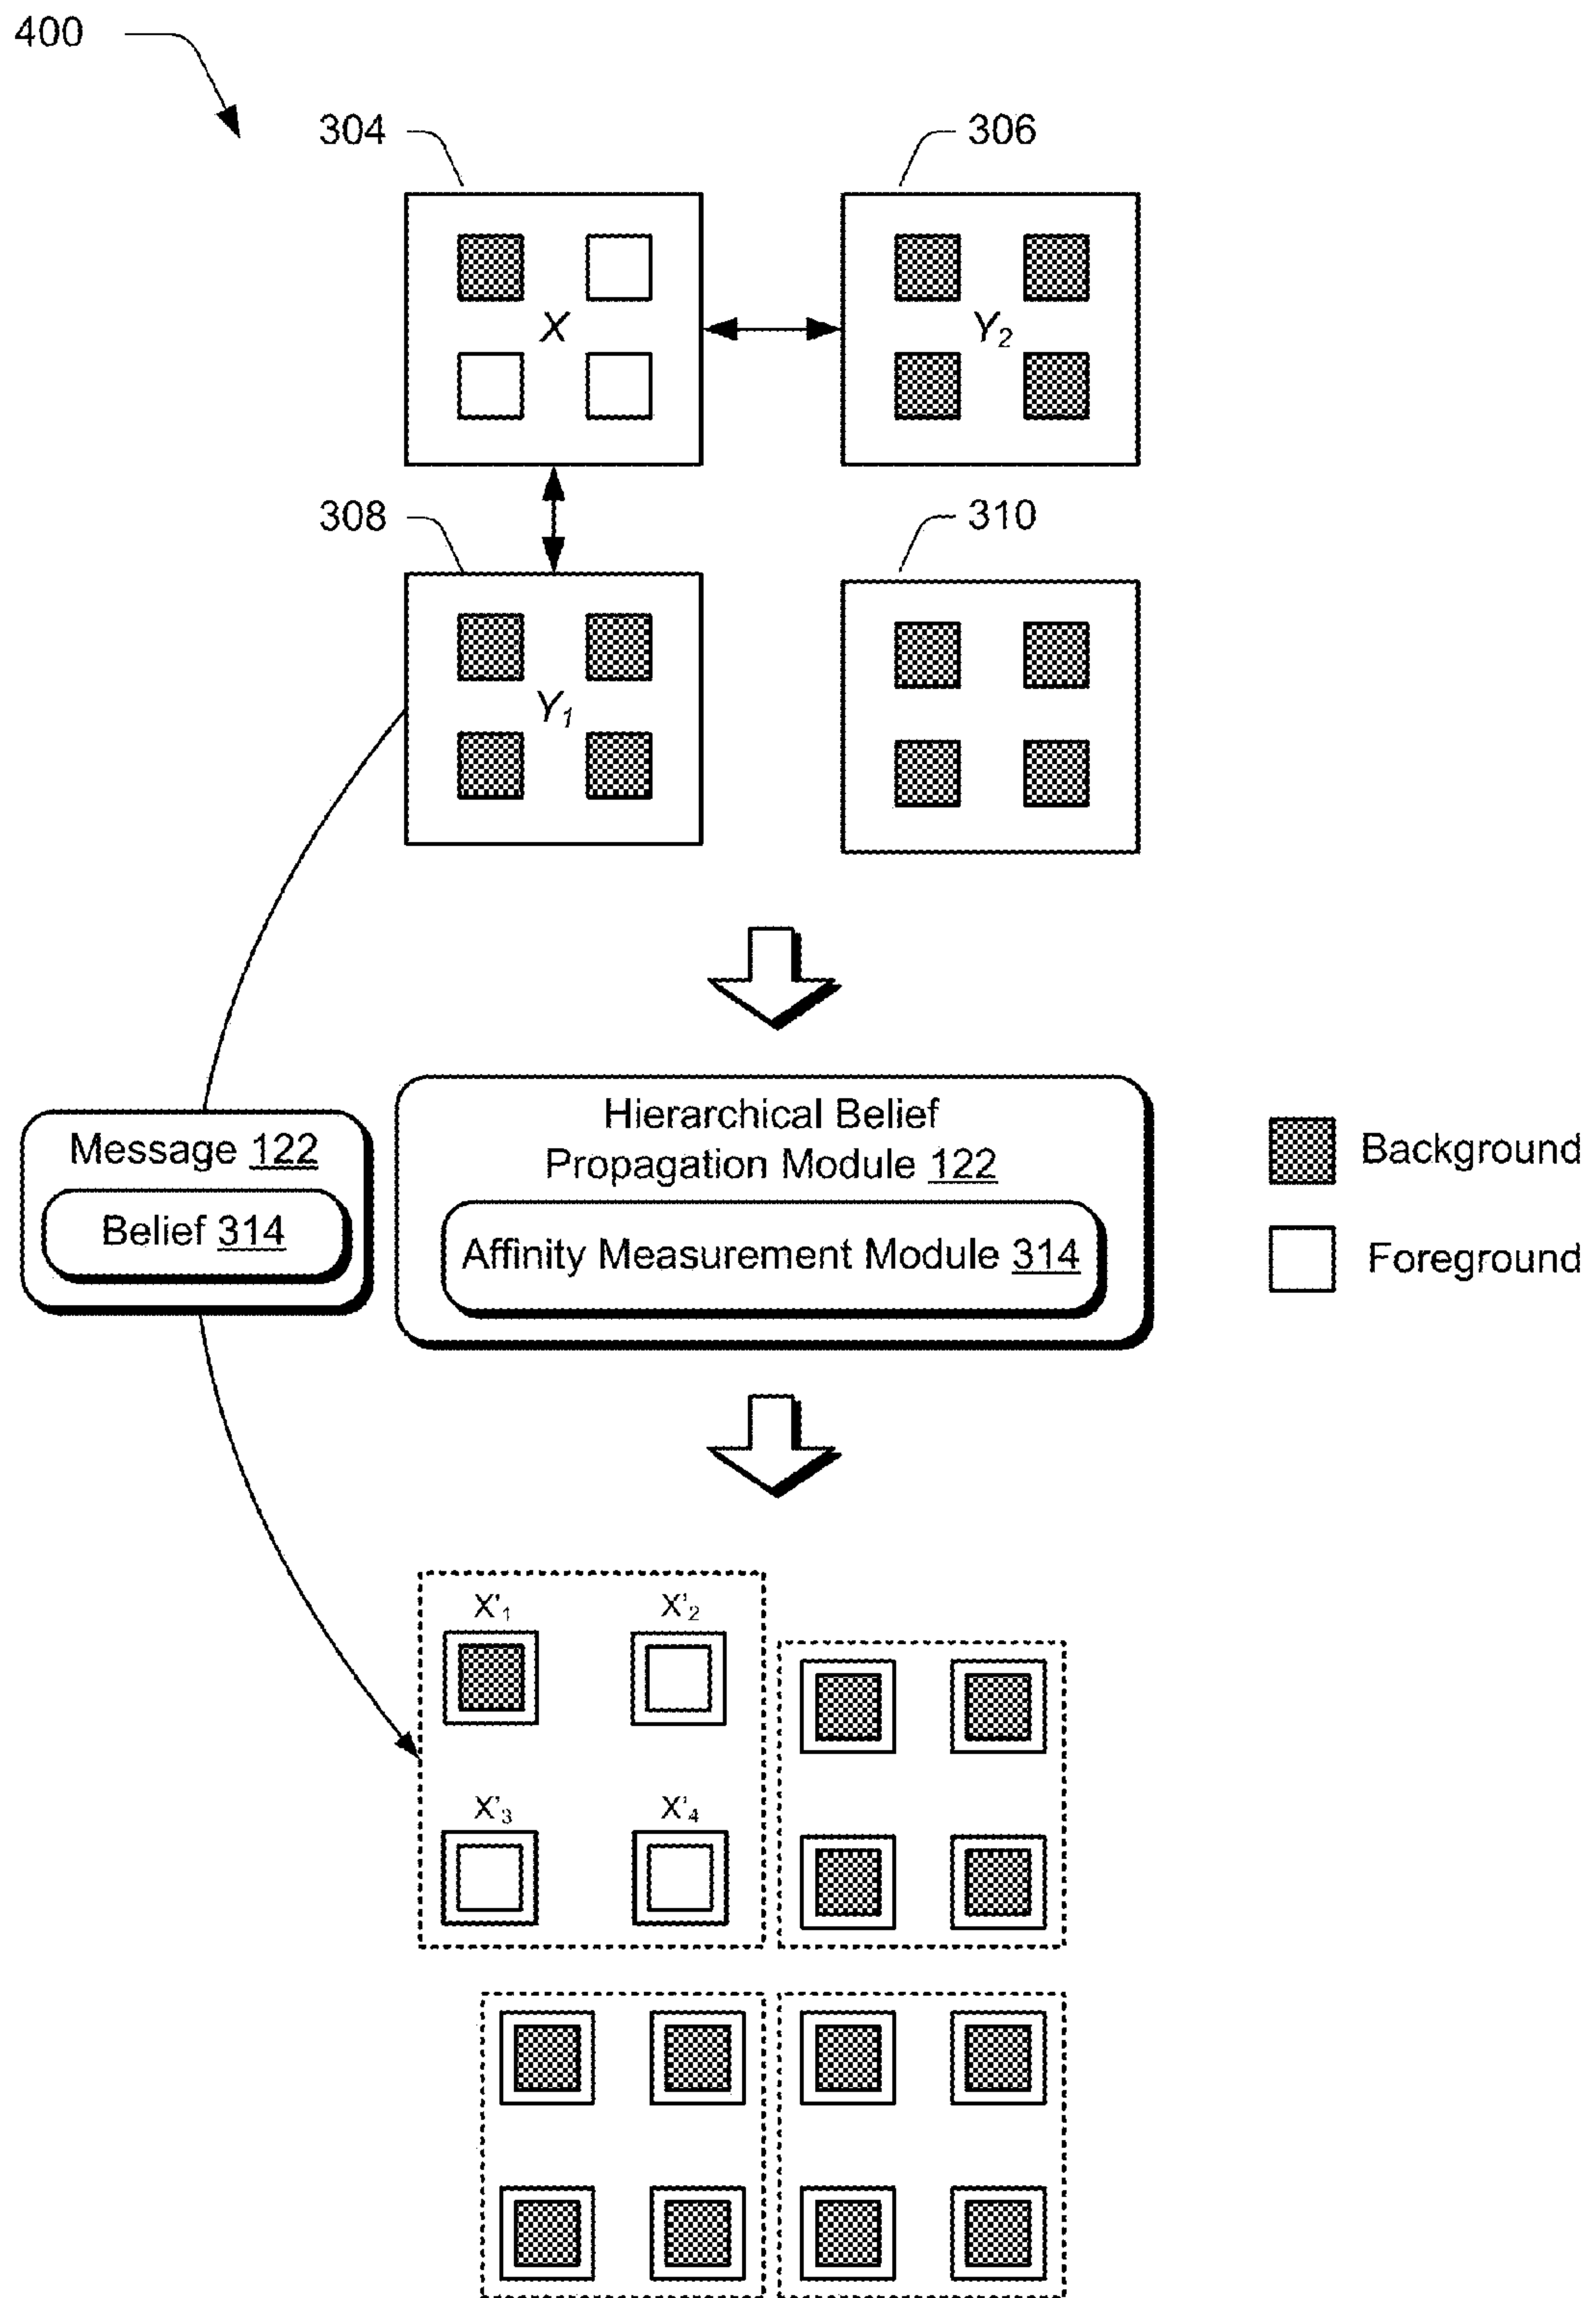 400
304
306
X
Y2
308
310
Y1
Message 122
Belief 314
Hierarchical Belief
Propagation Module 122
Affinity Measurement Module 314
Background
Foreground
X'1
X'2
X'3
X'4